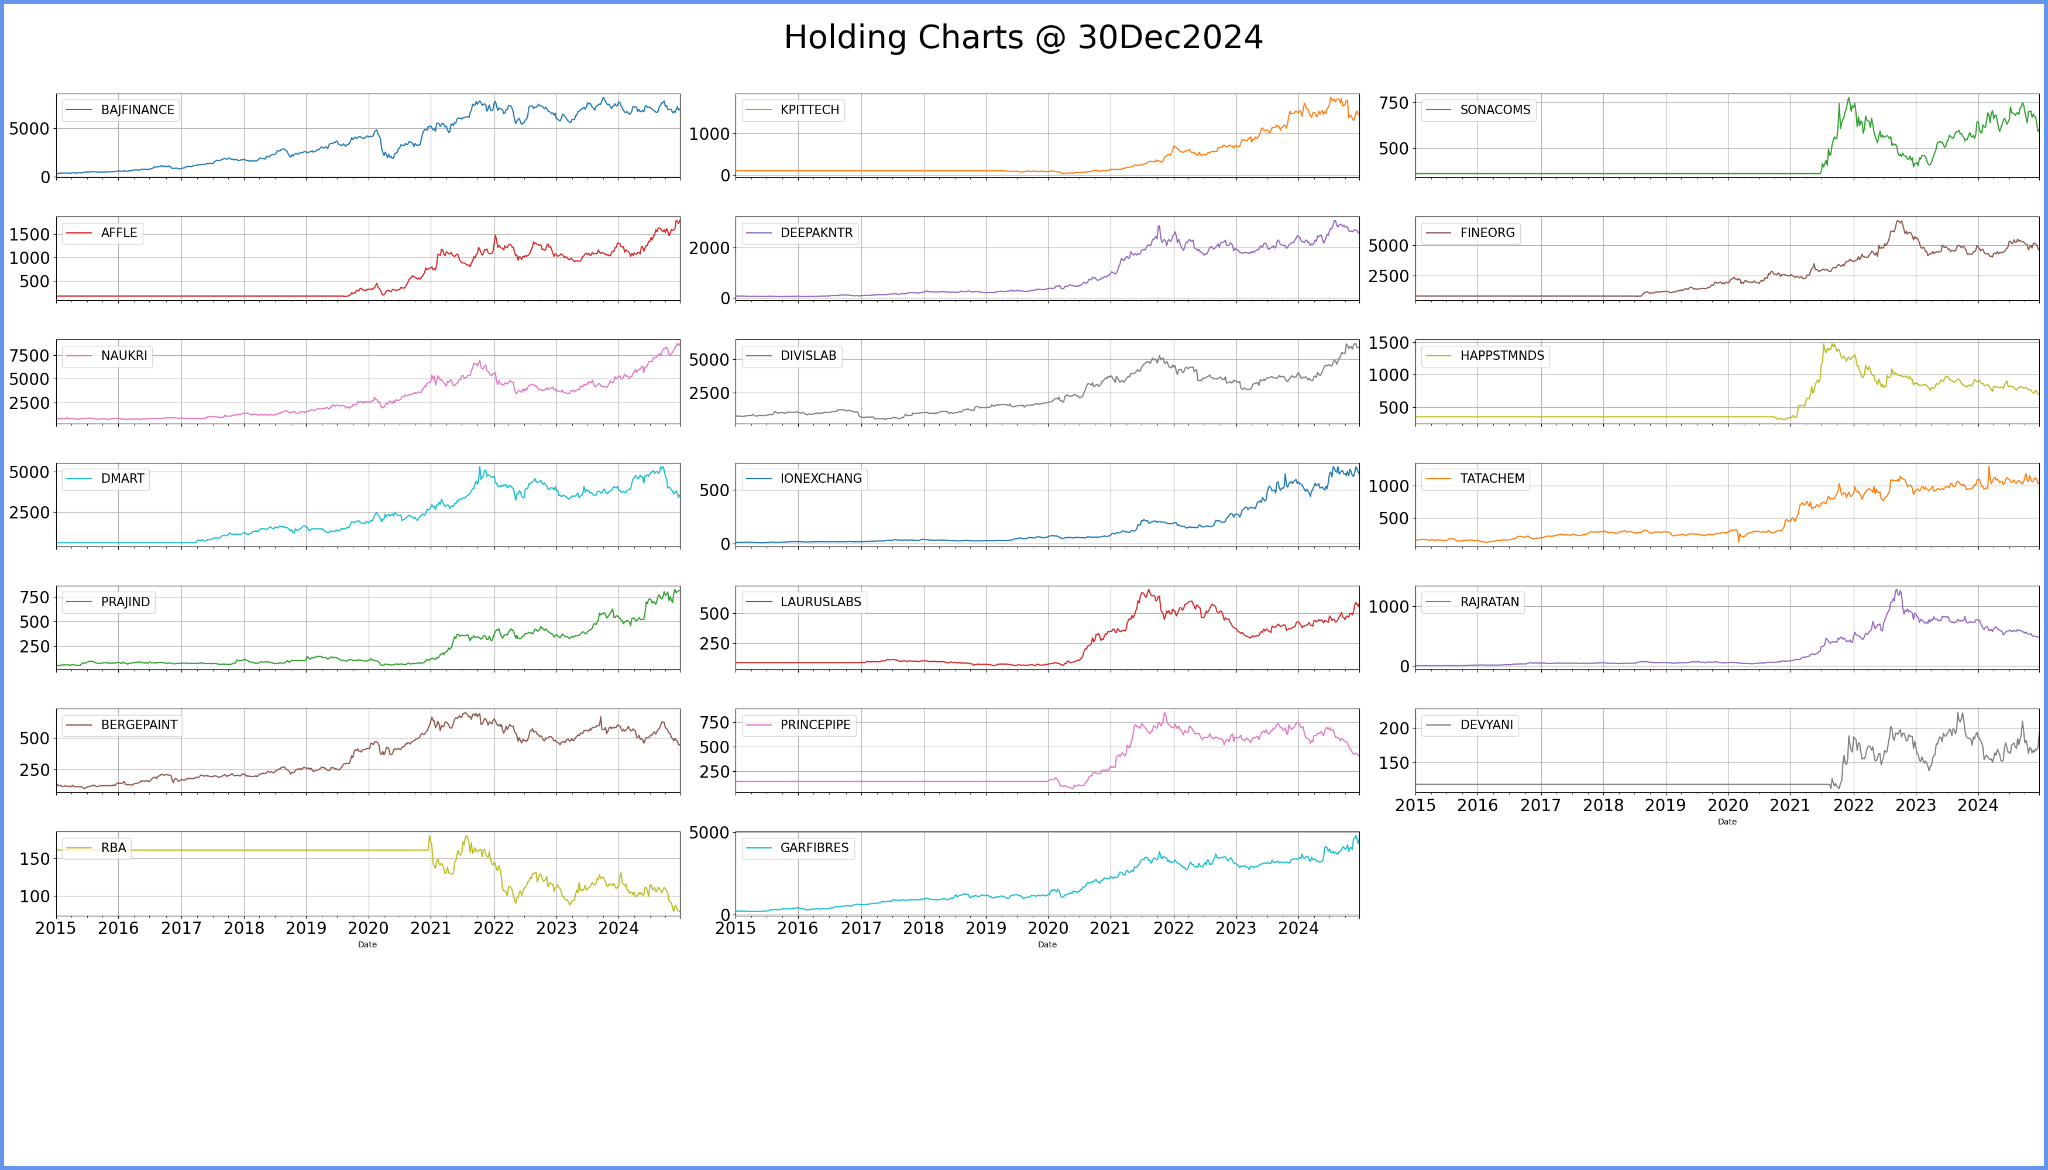 Holding Charts @ 30Dec2024
BAJFINANCE
5000
0
KPITTECH
1000
0
SONACOMS
750
500
AFFLE
1500
1000
500
DEEPAKNTR
2000
0
FINEORG
5000
2500
NAUKRI
7500
5000
2500
DIVISLAB
5000
2500
HAPPSTMNDS
1500
1000
500
DMART
5000
2500
IONEXCHANG
500
0
TATACHEM
1000
500
PRAJIND
750
500
250
LAURUSLABS
500
250
RAJRATAN
1000
0
BERGEPAINT
500
250
PRINCEPIPE
750
500
250
DEVYANI
200
150
2015 2016 2017 2018 2019 2020 2021 2022 2023 2024
Date
RBA
150
100
2015 2016 2017 2018 2019 2020 2021 2022 2023 2024
Date
GARFIBRES
5000
0
2015 2016 2017 2018 2019 2020 2021 2022 2023 2024
Date